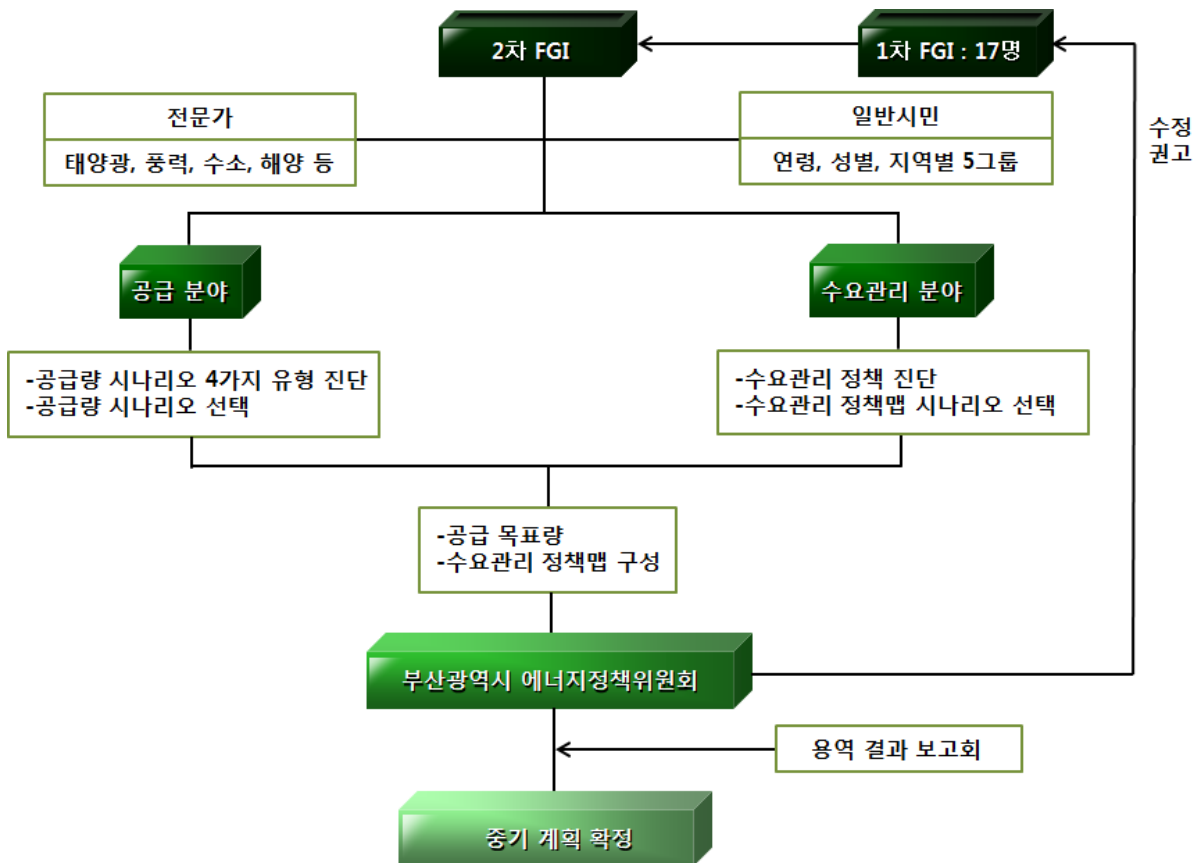 2차 FGI
1차 FGI : 17명
전문가
태양광, 풍력, 수소, 해양 등
일반시민
연령, 성별, 지역별 5그룹
수정
권고
공급 분야
수요관리 분야
-공급량 시나리오 4가지 유형 진단
-공급량 시나리오 선택
-수요관리 정책 진단
-수요관리 정책맵 시나리오 선택
-공급 목표량
-수요관리 정책맵 구성
부산광역시 에너지정책위원회
용역 결과 보고회
중기 계획 확정